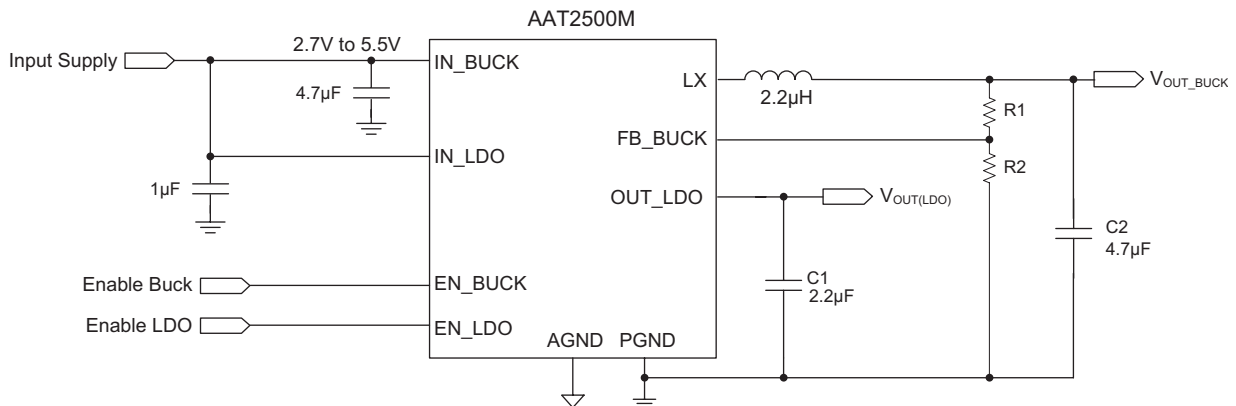 AAT2500M
Input Supply
2.7V to 5.5V
IN_BUCK
4.7µF
LX
2.2µH
VOUT_BUCK
R1
FB_BUCK
IN_LDO
R2
1µF
OUT_LDO
VOUT(LDO)
C2
4.7µF
Enable Buck
EN_BUCK
C1
2.2µF
Enable LDO
EN_LDO
AGND
PGND